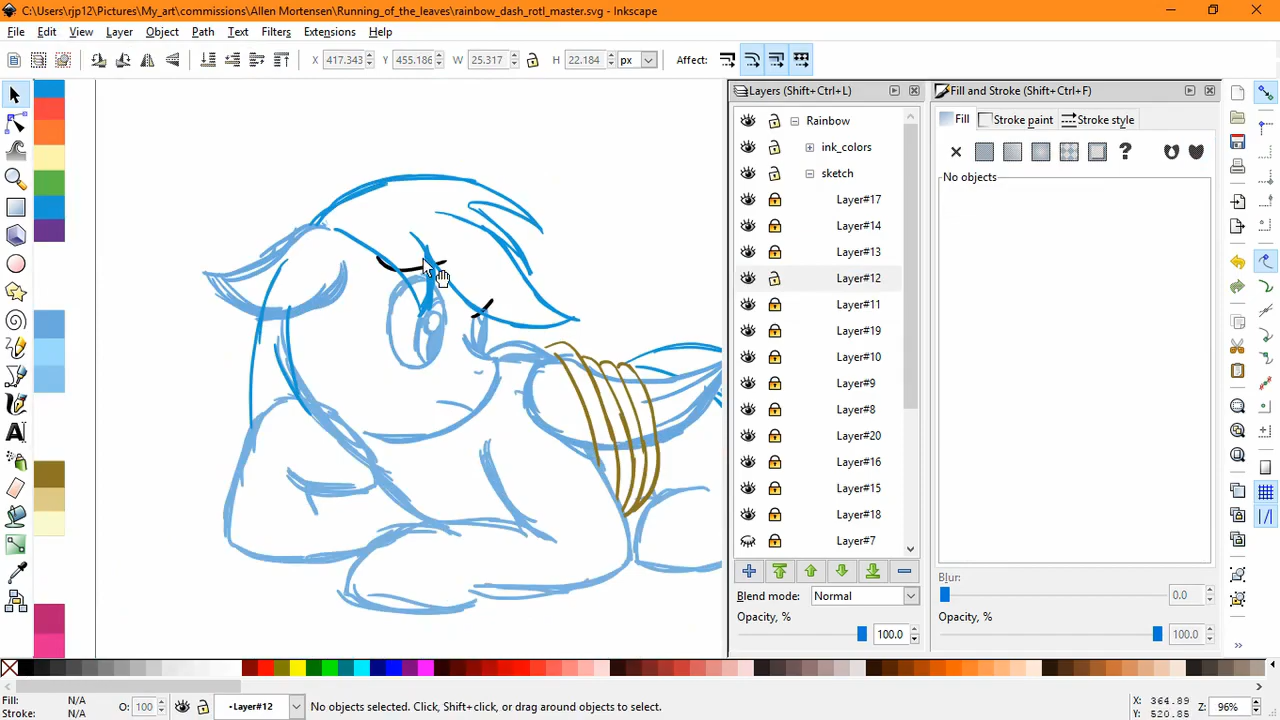 C:\Users\rjp12\Pictures\My_art\commissions\Allen Mortensen\Running_of_the_leaves\rainbow_dash_rotl_master.svg - Inkscape
File Edit View Layer Object Path Text Filters Extensions Help
X 417.343 Y 455.186 W 25.317 H 22.184 px Affect:
Layers (Shift+Ctrl+L)
Rainbow
ink_colors
sketch
Layer#17
Layer#14
Layer#13
Layer#12
Layer#11
Layer#19
Layer#10
Layer#9
Layer#8
Layer#20
Layer#16
Layer#15
Layer#18
Layer#7
Blend mode: Normal
Opacity, %
100.0
Fill and Stroke (Shift+Ctrl+F)
Fill Stroke paint Stroke style
No objects
Blur:
0.0
Opacity, %
100.0
Fill: N/A
Stroke: N/A
O: 100
·Layer#12
No objects selected. Click, Shift+click, or drag around objects to select.
X: 364.89
Y: 520.85
Z: 96%